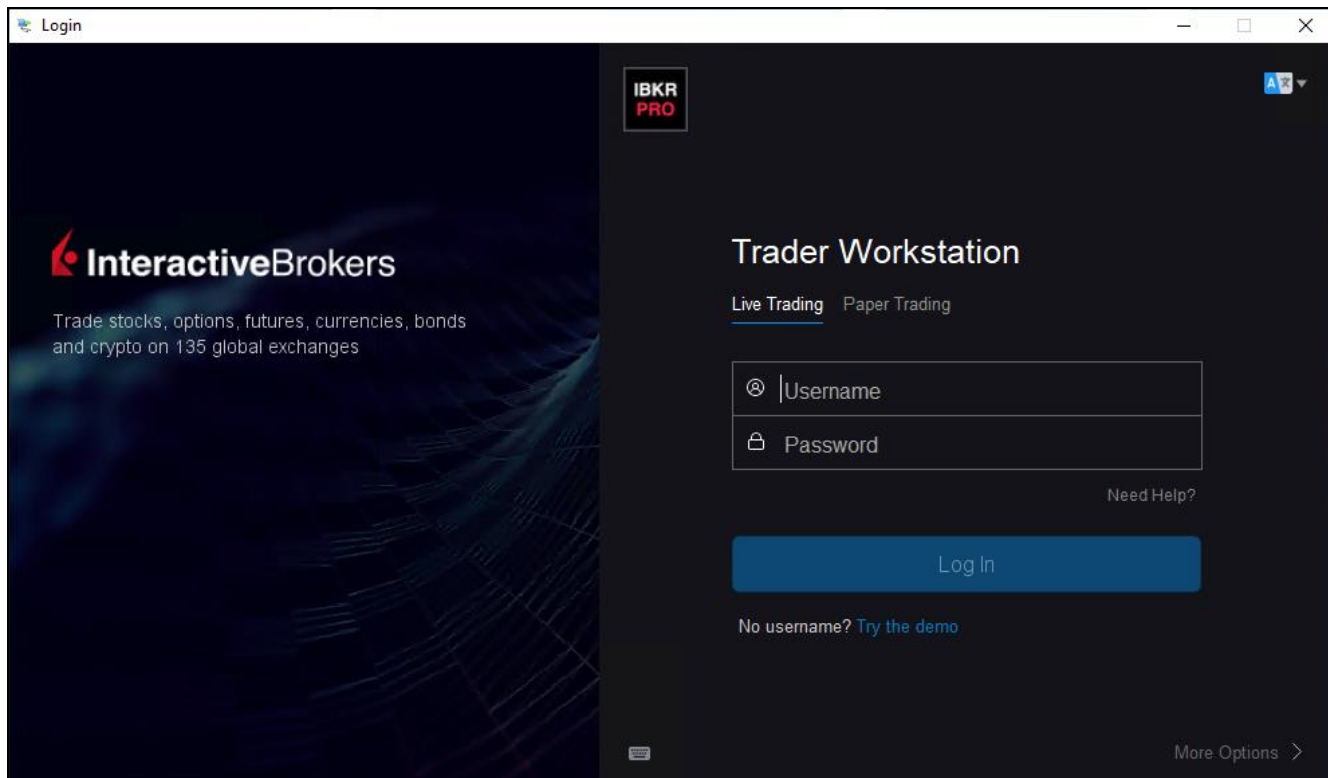 Login
InteractiveBrokers
Trade stocks, options, futures, currencies, bonds
and crypto on 135 global exchanges
IBKR
PRO
A 文
Trader Workstation
Live Trading Paper Trading
Username
Password
Need Help?
Log In
No username? Try the demo
More Options